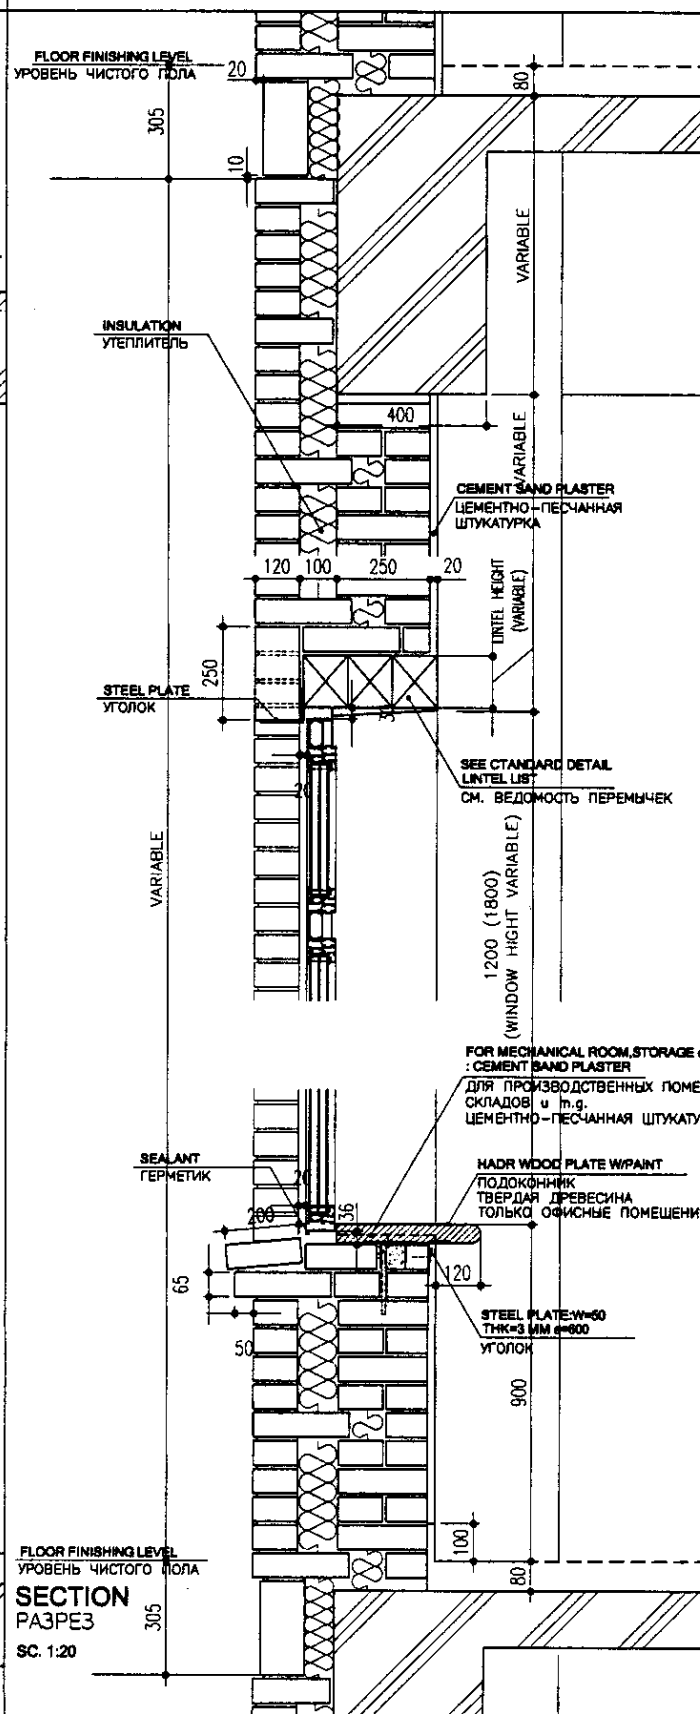 FLOOR FINISHING LEVEL
УРОВЕНЬ ЧИСТОГО ПОЛА
20
80
305
10
VARIABLE
INSULATION
УТЕПЛИТЕЛЬ
400
VARIABLE
CEMENT SAND PLASTER
ЦЕМЕНТНО-ПЕСЧАННАЯ
ШТУКАТУРКА
120 100 250 20
LINTEL HEIGHT
(VARIABLE)
250
STEEL PLATE
УГОЛОК
SEE CTANDARD DETAIL
LINTEL LIST
СМ. ВЕДОМОСТЬ ПЕРЕМЫЧЕК
20
VARIABLE
1200 (1800)
(WINDOW HIGHT VARIABLE)
FOR MECHANICAL ROOM,STORAGE
: CEMENT SAND PLASTER
ДЛЯ ПРОИЗВОДСТВЕННЫХ ПОМЕ
СКЛАДОВ и т.д.
ЦЕМЕНТНО-ПЕСЧАННАЯ ШТУКАТУ
SEALANT
ГЕРМЕТИК
HADR WOOD PLATE W/PAINT
ПОДОКОННИК
ТВЕРДАЯ ДРЕВЕСИНА
ТОЛЬКО ОФИСНЫЕ ПОМЕЩЕНИ
20
200
36
65
120
50
STEEL PLATE:W=50
THK=3 MM @=600
УГОЛОК
900
100
FLOOR FINISHING LEVEL
УРОВЕНЬ ЧИСТОГО ПОЛА
80
SECTION
РАЗРЕЗ
305
SC. 1:20